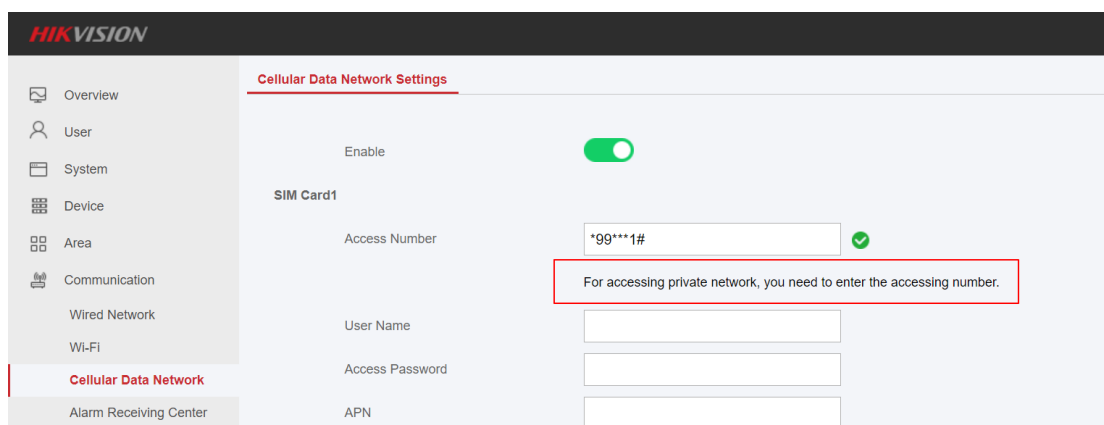 HIKVISION
Cellular Data Network Settings
Overview
User
System
Device
Area
Communication
Wired Network
Wi-Fi
Cellular Data Network
Alarm Receiving Center
Enable
SIM Card1
Access Number *99***1#
For accessing private network, you need to enter the accessing number.
User Name
Access Password
APN